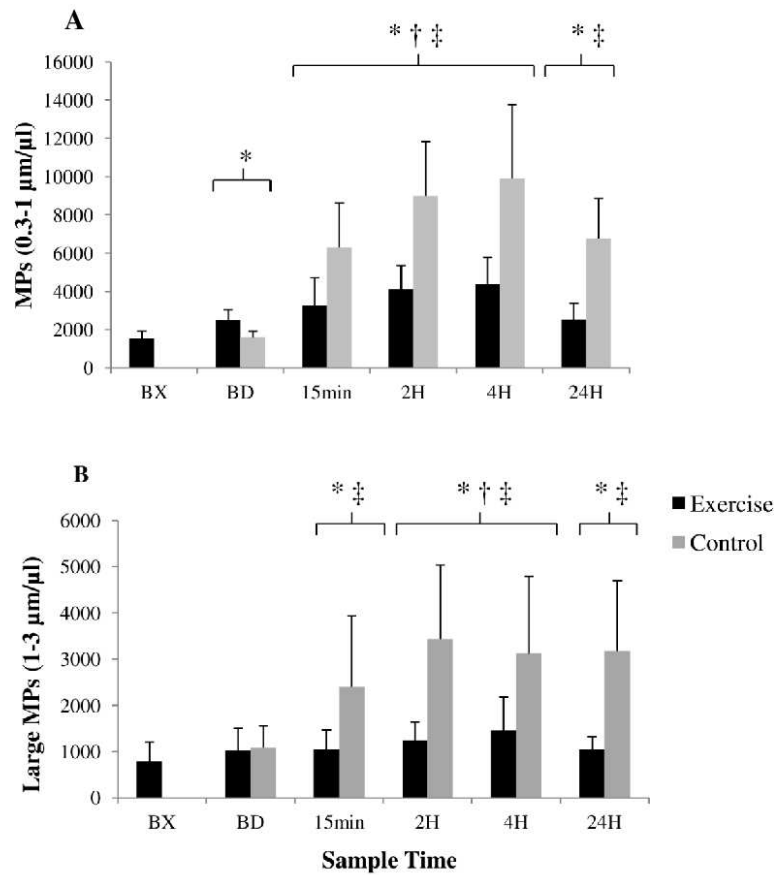 A
* † ‡
* ‡
*
MPs (0.3-1 µm/µl)
16000
14000
12000
10000
8000
6000
4000
2000
0
BX BD 15min 2H 4H 24H
B
* ‡
* † ‡
* ‡
Large MPs (1-3 µm/µl)
6000
5000
4000
3000
2000
1000
0
BX BD 15min 2H 4H 24H
Sample Time
Exercise
Control